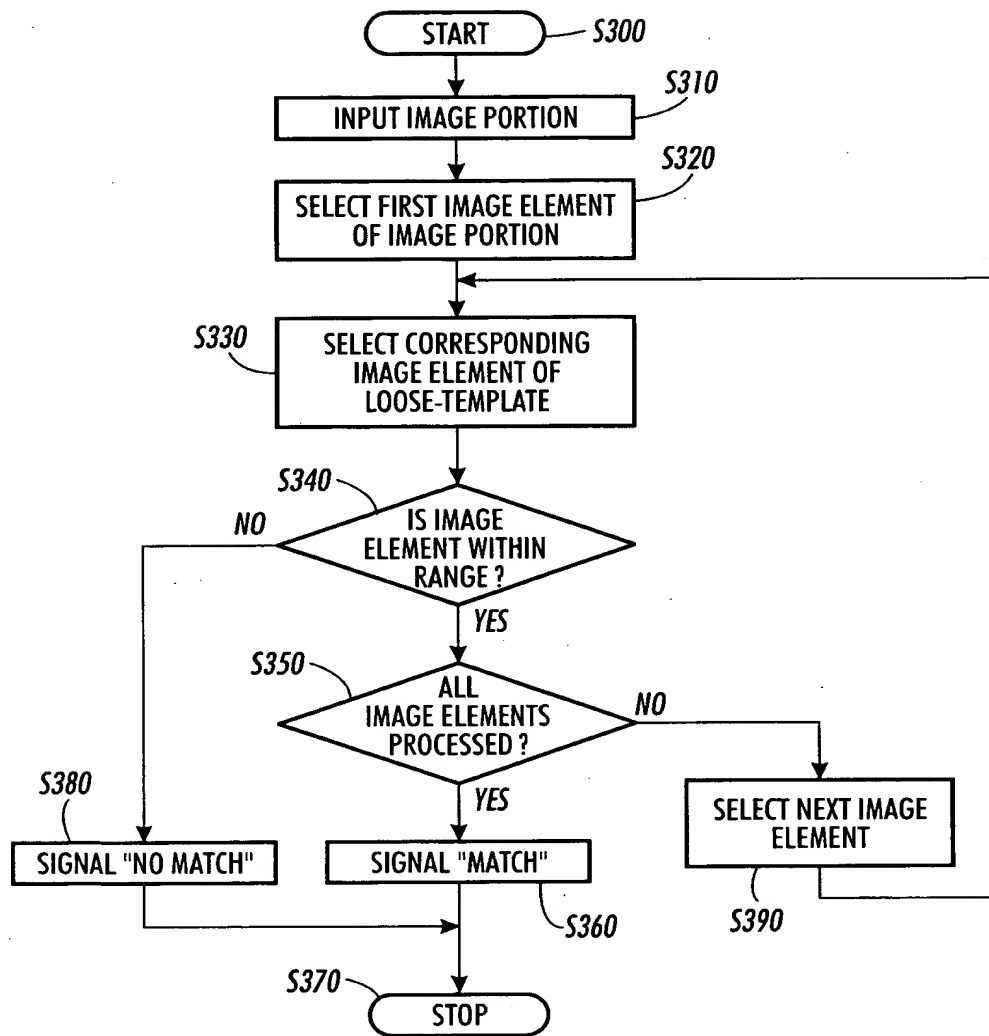 START
S300
S310
INPUT IMAGE PORTION
S320
SELECT FIRST IMAGE ELEMENT
OF IMAGE PORTION
S330
SELECT CORRESPONDING
IMAGE ELEMENT OF
LOOSE-TEMPLATE
S340
NO
IS IMAGE
ELEMENT WITHIN
RANGE ?
YES
S350
ALL
IMAGE ELEMENTS
PROCESSED ?
NO
YES
S380
SIGNAL "NO MATCH"
SIGNAL "MATCH"
S360
SELECT NEXT IMAGE
ELEMENT
S390
S370
STOP